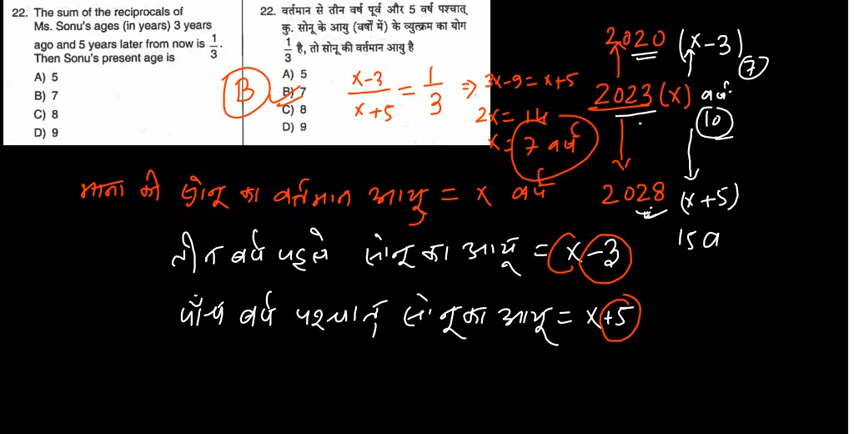 22. The sum of the reciprocals of
Ms. Sonu's ages (in years) 3 years
ago and 5 years later from now is 1/3.
Then Sonu's present age is
A) 5
B) 7
C) 8
D) 9
22. वर्तमान से तीन वर्ष पूर्व और 5 वर्ष पश्चात्
कु. सोनू के आयु (वर्षों में) के व्युत्क्रम का योग
1/3 है, तो सोनू की वर्तमान आयु है
A) 5
B) 7
C) 8
D) 9
B
x-3/x+5 = 1/3 => 3x-9 = x+5
2x = 14
x = 7 वर्ष
2020 (x-3) 7
2023 (x) वर्ष
10
2028 (x+5)
15
माना की सोनू का वर्तमान आयु = x वर्ष
तीन वर्ष पहले सोनू का आयू = x-3
पाँच वर्ष पश्चात् सोनू का आयू = x+5